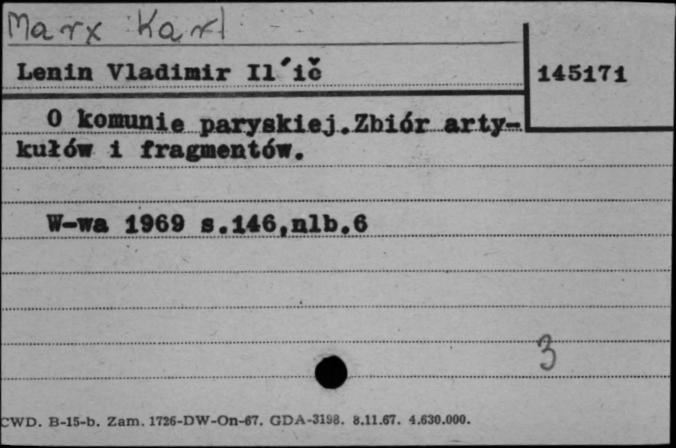 Marx Karl
Lenin Vladimir Il´ič
145171
O komunie paryskiej.Zbiór arty-
kułów i fragmentów.
W-wa 1969 s.146,nlb.6
3
CWD. B-15-b. Zam. 1726-DW-On-67. GDA-3198. 8.11.67. 4.630.000.